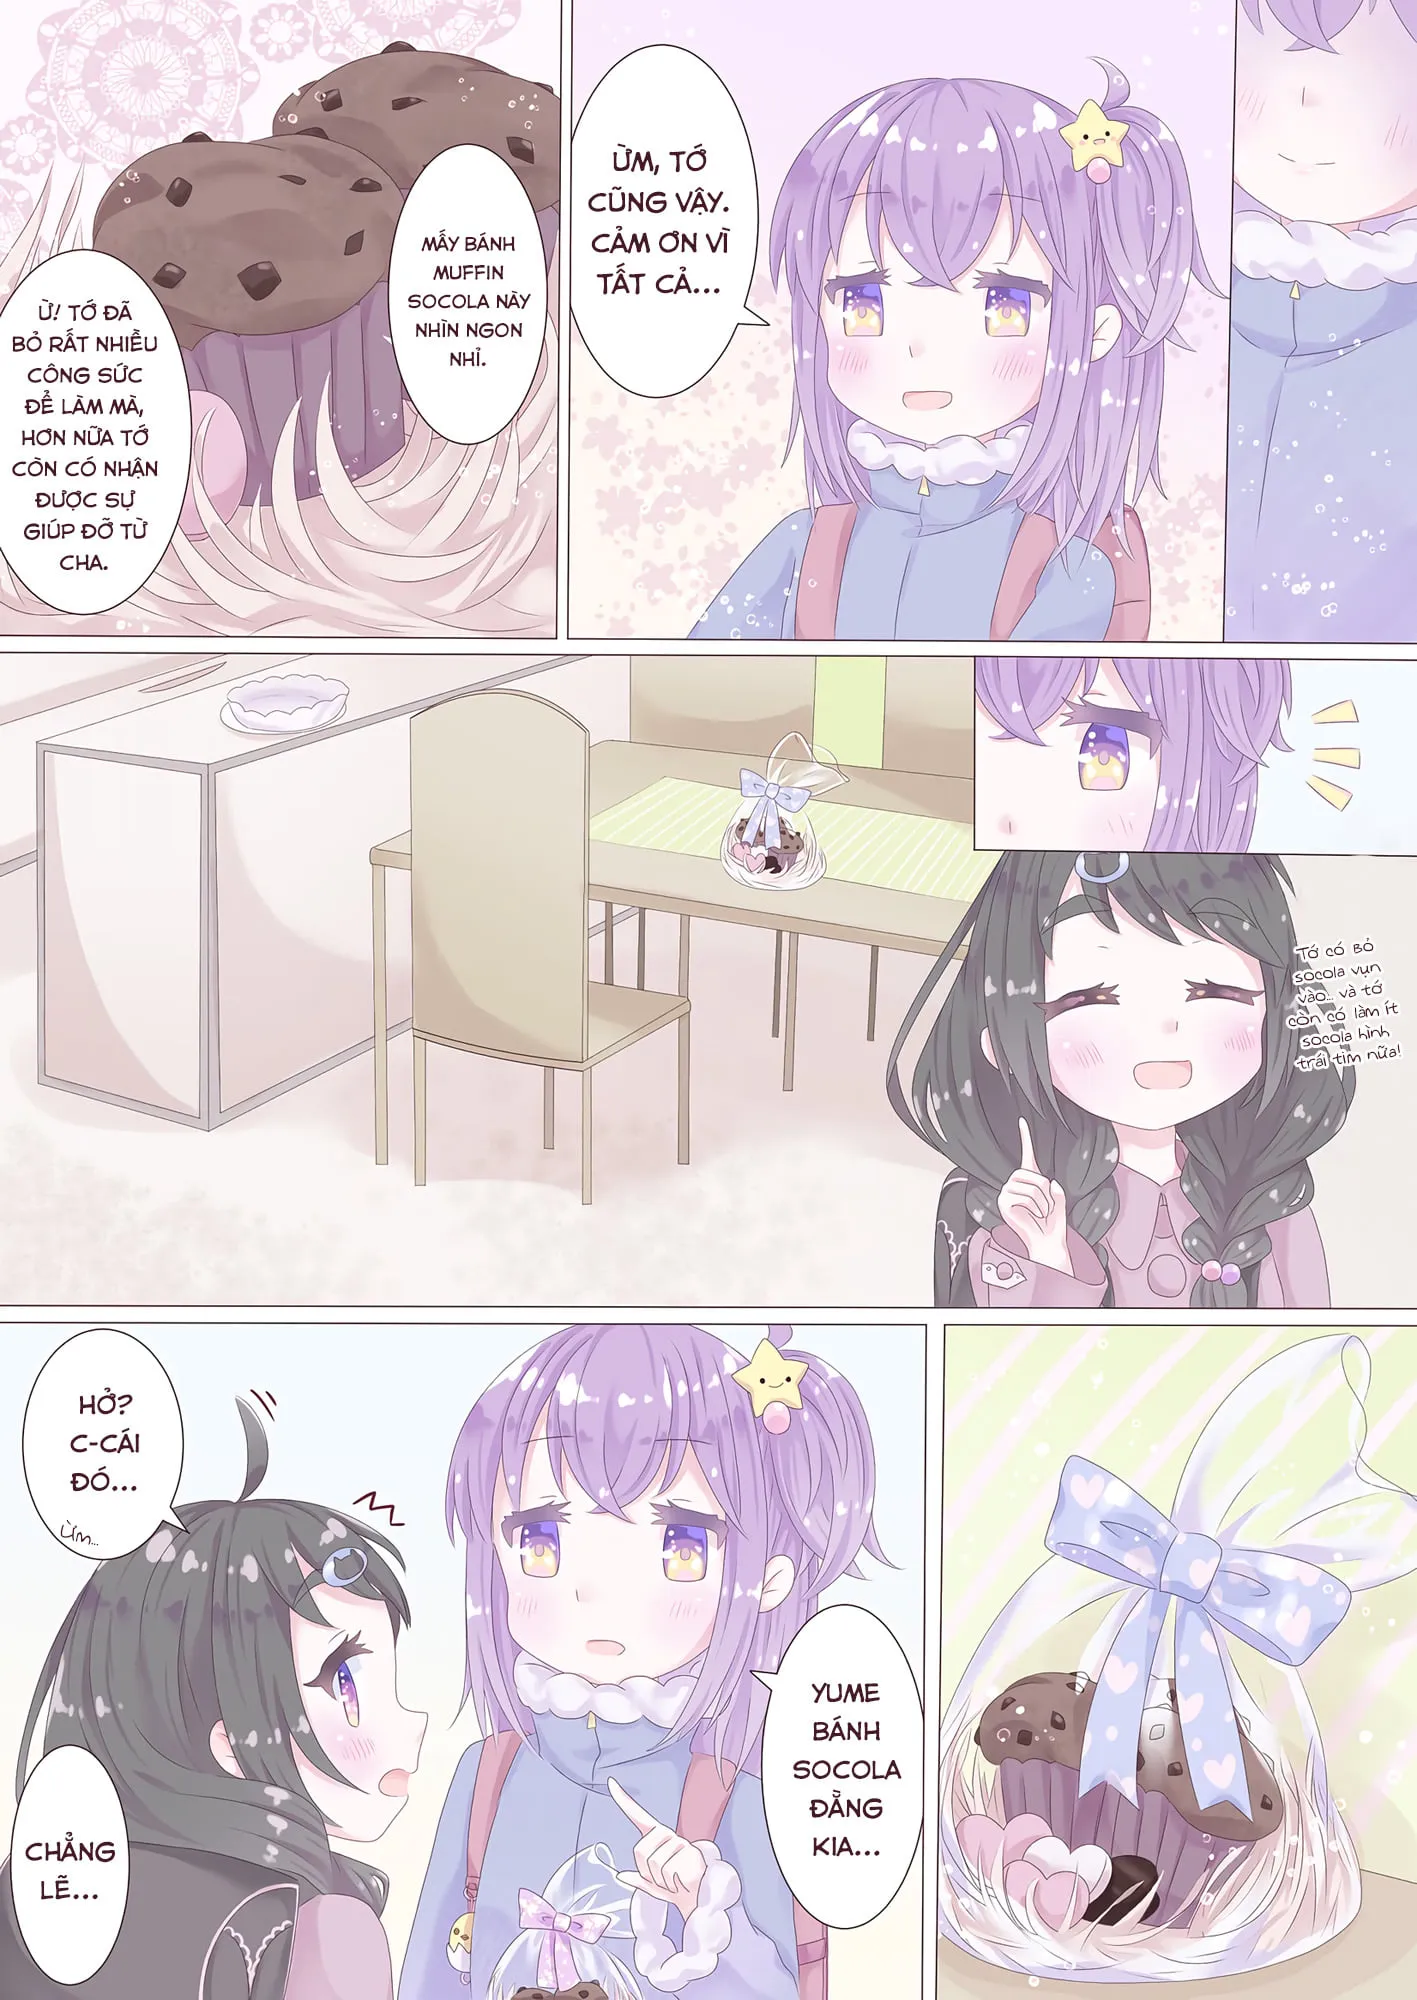 ỪM, TỚ
CŨNG VẬY.
CẢM ƠN VÌ
TẤT CẢ...
MẤY BÁNH
MUFFIN
SOCOLA NÀY
NHÌN NGON
NHỈ.
Ừ! TỚ ĐÃ
BỎ RẤT NHIỀU
CÔNG SỨC
ĐỂ LÀM MÀ,
HƠN NỮA TỚ
CÒN CÓ NHẬN
ĐƯỢC SỰ
GIÚP ĐỠ TỪ
CHA.
Tớ có bỏ
socola vụn
vào... và tớ
còn có làm ít
socola hình
trái tim nữa!
YUME
BÁNH
SOCOLA
ĐẰNG
KIA...
HỞ?
C-CÁI
ĐÓ...
Ừm...
CHẲNG
LẼ...